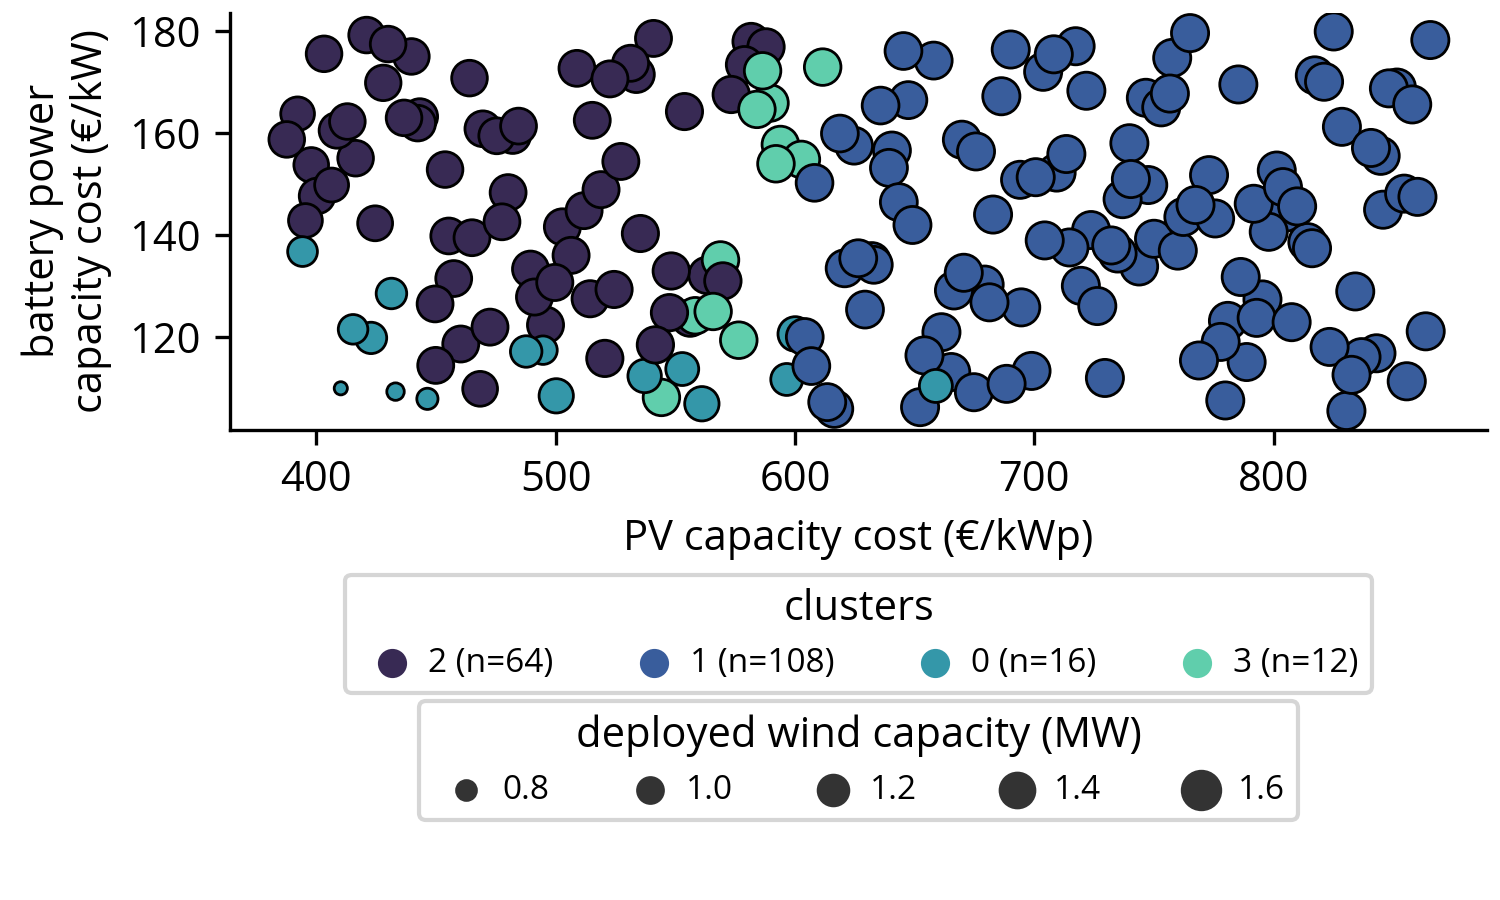 battery power
capacity cost (€/kW)
180
160
140
120
400 500 600 700 800
PV capacity cost (€/kWp)
clusters
2 (n=64) 1 (n=108) 0 (n=16) 3 (n=12)
deployed wind capacity (MW)
0.8 1.0 1.2 1.4 1.6